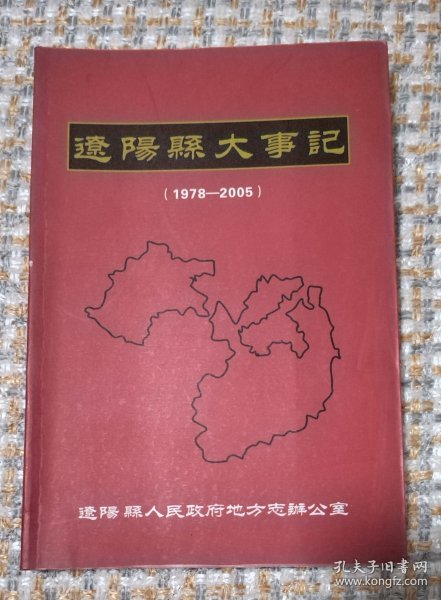 遼陽縣大事記
（1978—2005）
遼陽縣人民政府地方志辦公室
孔夫子旧书网
www.kongfz.com